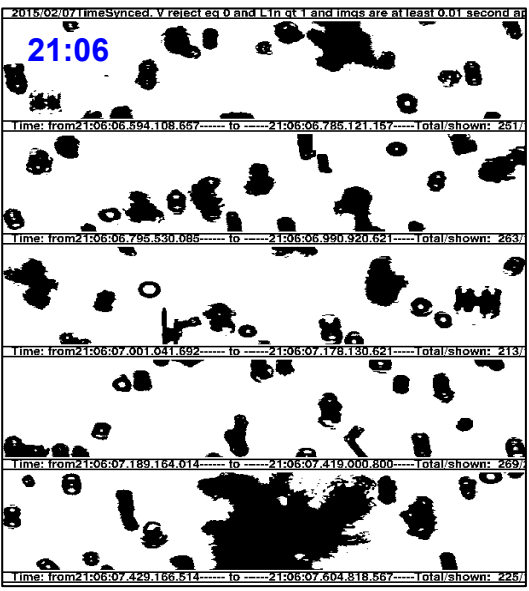 2015/02/07TimeSynced. V reject eq 0 and L1n gt 1 and imgs are at least 0.01 second ap
21:06
Time: from21:06:06.594.108.667------ to ------21:06:06.785.121.157-----Total/shown: 251/
Time: from21:06:06.795.530.085------ to ------21:06:06.990.920.621-----Total/shown: 263/
Time: from21:06:07.001.041.692------ to ------21:06:07.178.130.621-----Total/shown: 213/
Time: from21:06:07.189.164.014------ to ------21:06:07.419.000.800-----Total/shown: 269/
Time: from21:06:07.429.166.514------ to ------21:06:07.604.818.567-----Total/shown: 225/